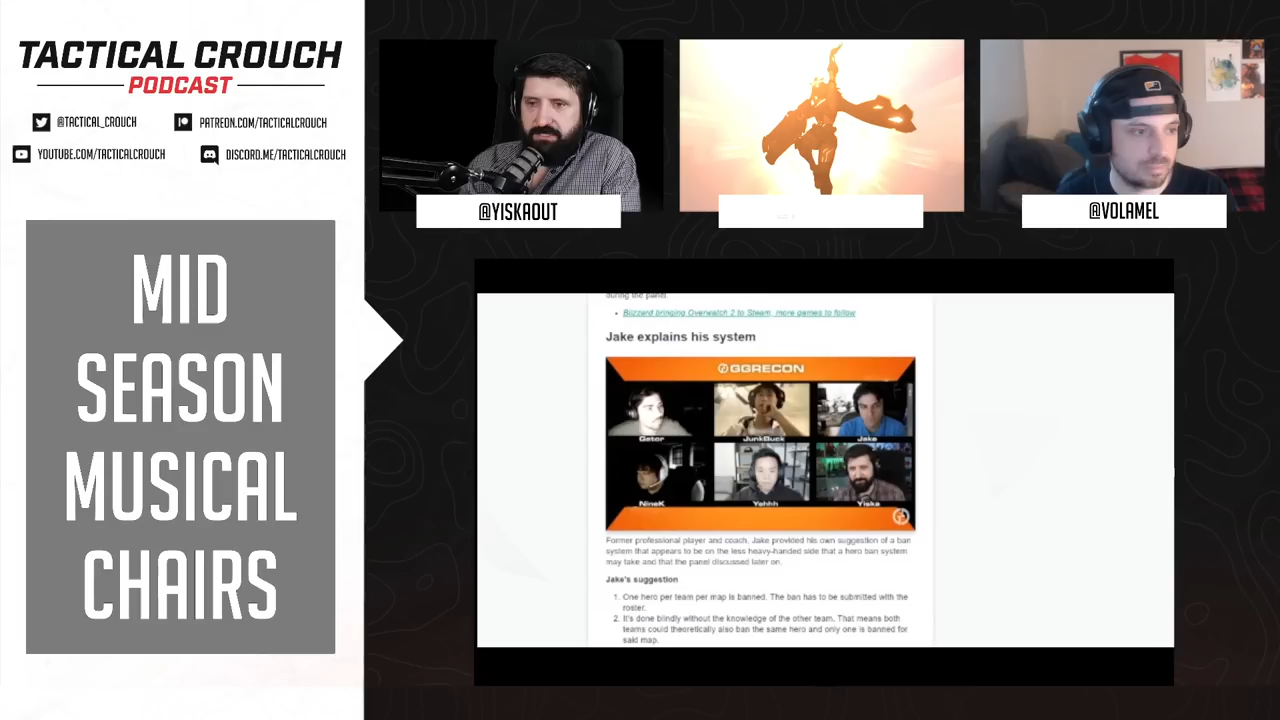 TACTICAL CROUCH
PODCAST
@TACTICAL_CROUCH
PATREON.COM/TACTICALCROUCH
YOUTUBE.COM/TACTICALCROUCH
DISCORD.ME/TACTICALCROUCH
MID
SEASON
MUSICAL
CHAIRS
@YISKAOUT
@VOLAMEL
during the panel.
Blizzard bringing Overwatch 2 to Steam, more games to follow
Jake explains his system
GGRECON
Gator
JunkBuck
Jake
NineK
Yehhh
Yiska
Former professional player and coach, Jake provided his own suggestion of a ban
system that appears to be on the less heavy-handed side that a hero ban system
may take and that the panel discussed later on.
Jake's suggestion
1. One hero per team per map is banned. The ban has to be submitted with the
roster.
2. It's done blindly without the knowledge of the other team. That means both
teams could theoretically also ban the same hero and only one is banned for
said map.